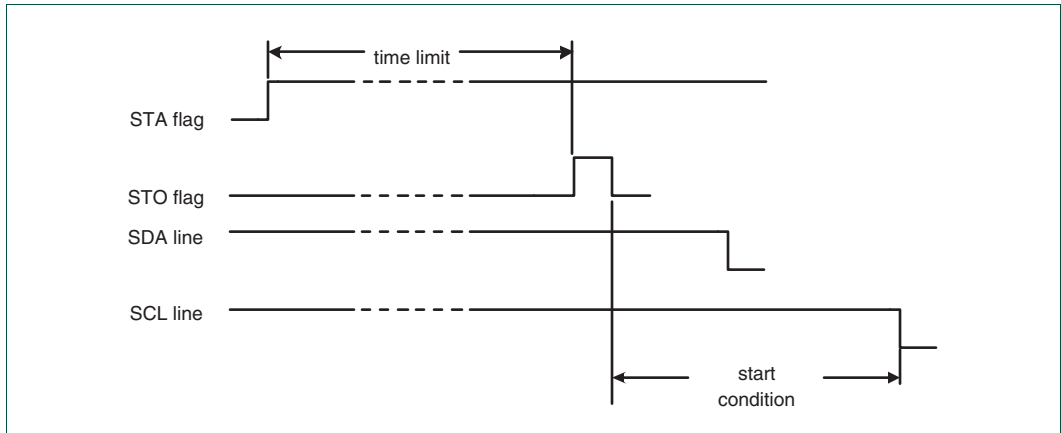 time limit
STA flag
STO flag
SDA line
SCL line
start
condition